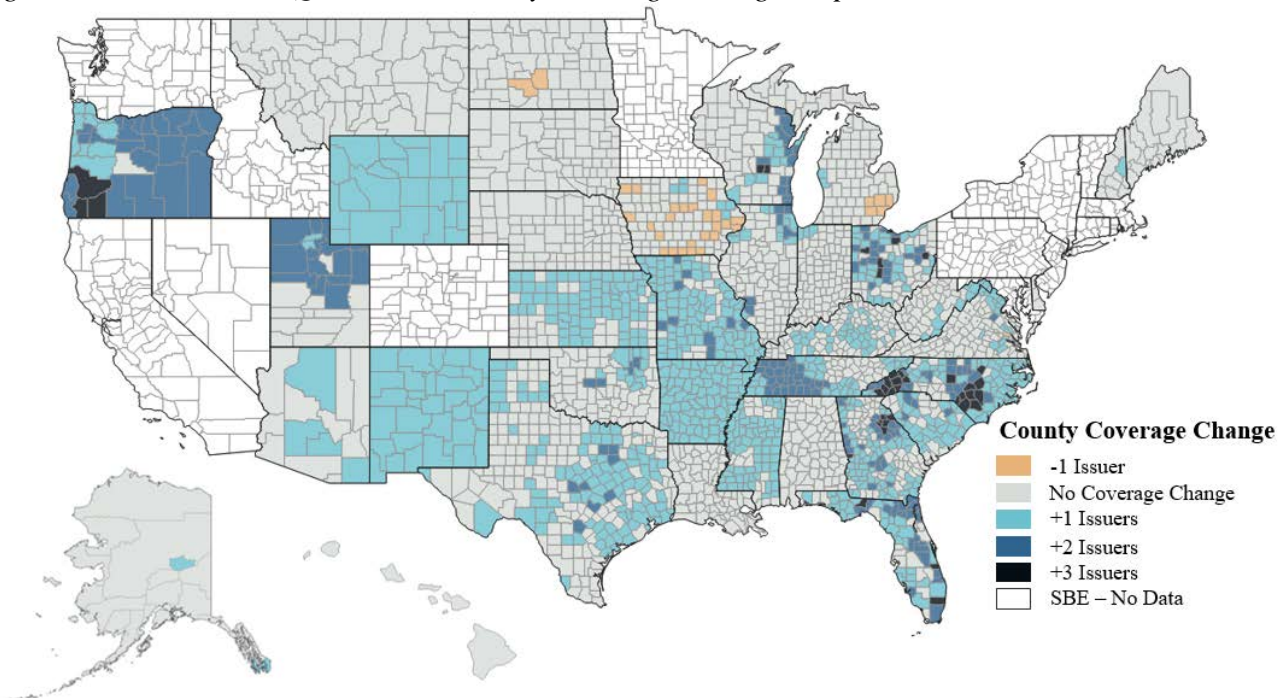 County Coverage Change
-1 Issuer
No Coverage Change
+1 Issuers
+2 Issuers
+3 Issuers
SBE – No Data